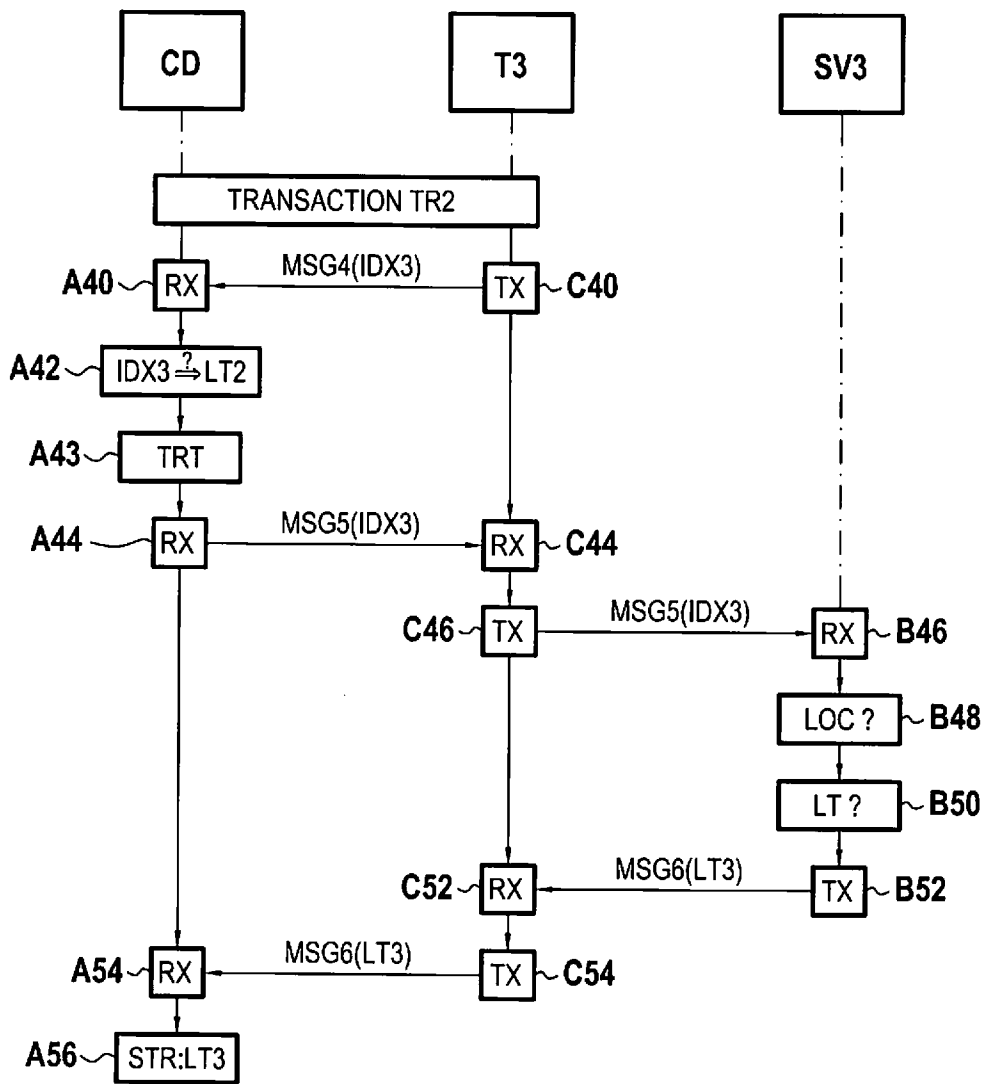 CD
T3
SV3
TRANSACTION TR2
MSG4(IDX3)
A40
RX
TX
C40
A42
IDX3 ?⇒ LT2
A43
TRT
A44
RX
MSG5(IDX3)
RX
C44
C46
TX
MSG5(IDX3)
RX
B46
LOC ?
B48
LT ?
B50
C52
RX
MSG6(LT3)
TX
B52
A54
RX
MSG6(LT3)
TX
C54
A56
STR:LT3